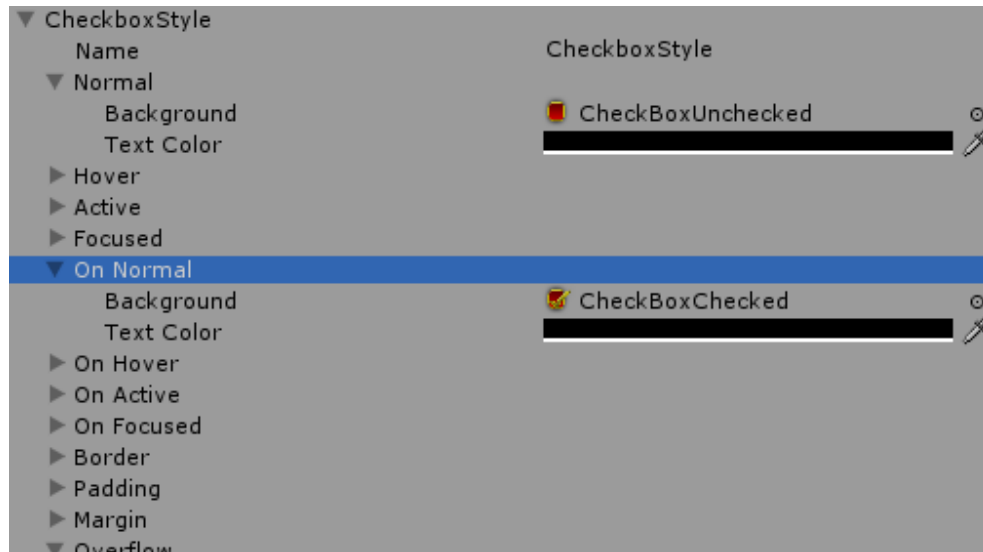 CheckboxStyle
Name CheckboxStyle
Normal
Background CheckBoxUnchecked
Text Color
Hover
Active
Focused
On Normal
Background CheckBoxChecked
Text Color
On Hover
On Active
On Focused
Border
Padding
Margin
Overflow